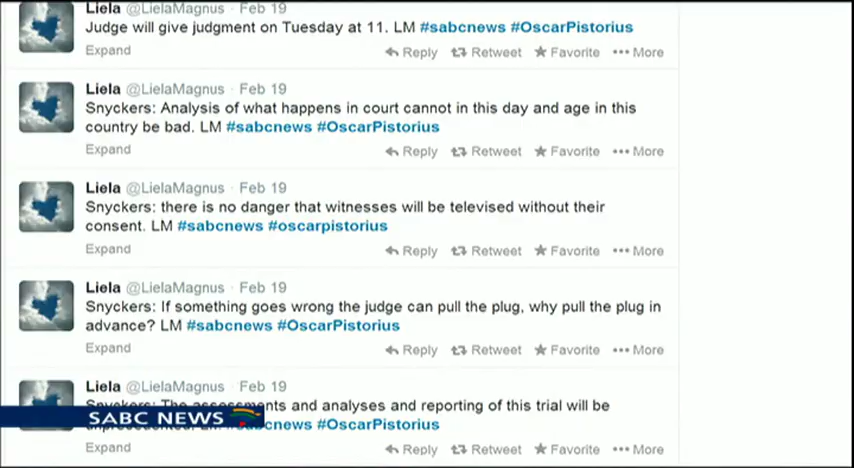 Liela @LielaMagnus · Feb 19
Judge will give judgment on Tuesday at 11. LM #sabcnews #OscarPistorius
Expand
Reply Retweet Favorite More
Liela @LielaMagnus · Feb 19
Snyckers: Analysis of what happens in court cannot in this day and age in this
country be bad. LM #sabcnews #OscarPistorius
Expand
Reply Retweet Favorite More
Liela @LielaMagnus · Feb 19
Snyckers: there is no danger that witnesses will be televised without their
consent. LM #sabcnews #oscarpistorius
Expand
Reply Retweet Favorite More
Liela @LielaMagnus · Feb 19
Snyckers: If something goes wrong the judge can pull the plug, why pull the plug in
advance? LM #sabcnews #OscarPistorius
Expand
Reply Retweet Favorite More
Liela @LielaMagnus · Feb 19
Snyckers: The assessments and analyses and reporting of this trial will be
SABC NEWS
unprecedented. LM #sabcnews #OscarPistorius
Expand
Reply Retweet Favorite More